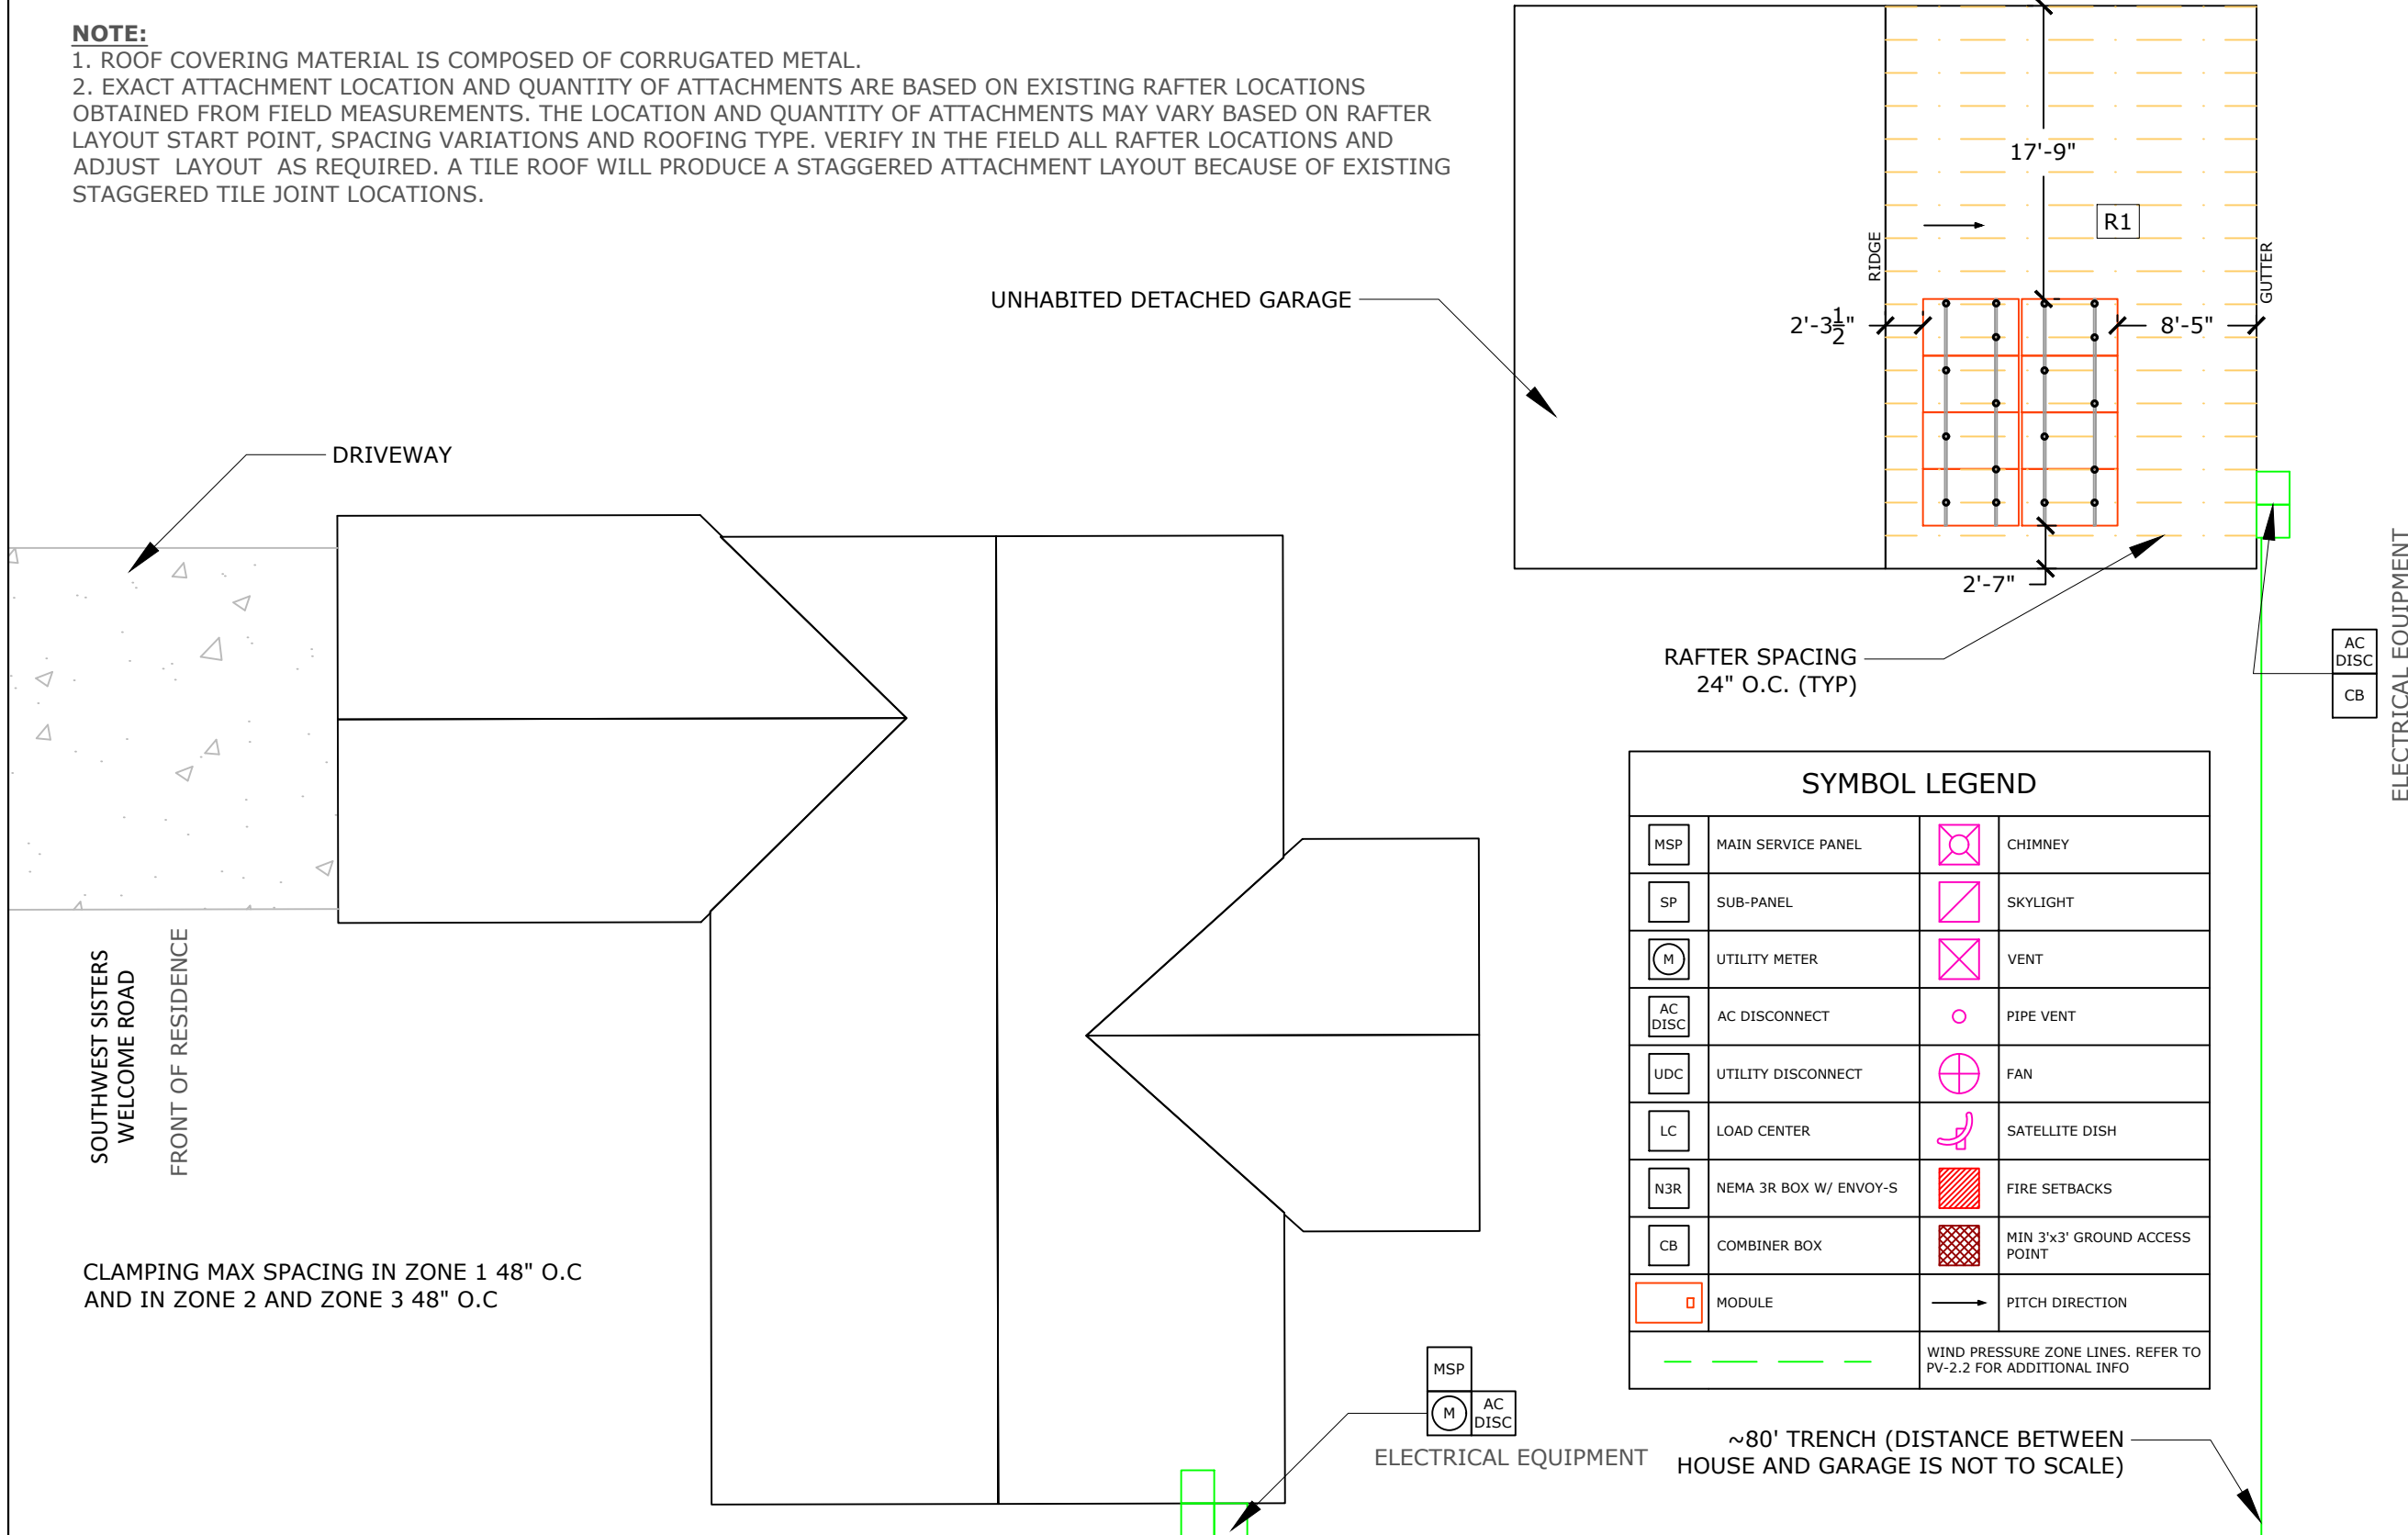 NOTE:
1. ROOF COVERING MATERIAL IS COMPOSED OF CORRUGATED METAL.
2. EXACT ATTACHMENT LOCATION AND QUANTITY OF ATTACHMENTS ARE BASED ON EXISTING RAFTER LOCATIONS
OBTAINED FROM FIELD MEASUREMENTS. THE LOCATION AND QUANTITY OF ATTACHMENTS MAY VARY BASED ON RAFTER
LAYOUT START POINT, SPACING VARIATIONS AND ROOFING TYPE. VERIFY IN THE FIELD ALL RAFTER LOCATIONS AND
ADJUST LAYOUT AS REQUIRED. A TILE ROOF WILL PRODUCE A STAGGERED ATTACHMENT LAYOUT BECAUSE OF EXISTING
STAGGERED TILE JOINT LOCATIONS.
17'-9"
R1
RIDGE
GUTTER
UNHABITED DETACHED GARAGE
2'-3 1/2"
8'-5"
2'-7"
DRIVEWAY
RAFTER SPACING
24" O.C. (TYP)
AC
DISC
CB
ELECTRICAL EQUIPMENT
SOUTHWEST SISTERS
WELCOME ROAD
FRONT OF RESIDENCE
CLAMPING MAX SPACING IN ZONE 1 48" O.C
AND IN ZONE 2 AND ZONE 3 48" O.C
SYMBOL LEGEND
MSP MAIN SERVICE PANEL CHIMNEY
SP SUB-PANEL SKYLIGHT
M UTILITY METER VENT
AC
DISC AC DISCONNECT PIPE VENT
UDC UTILITY DISCONNECT FAN
LC LOAD CENTER SATELLITE DISH
N3R NEMA 3R BOX W/ ENVOY-S FIRE SETBACKS
CB COMBINER BOX MIN 3'x3' GROUND ACCESS
POINT
MODULE PITCH DIRECTION
WIND PRESSURE ZONE LINES. REFER TO
PV-2.2 FOR ADDITIONAL INFO
MSP
M AC
DISC
ELECTRICAL EQUIPMENT
~80' TRENCH (DISTANCE BETWEEN
HOUSE AND GARAGE IS NOT TO SCALE)